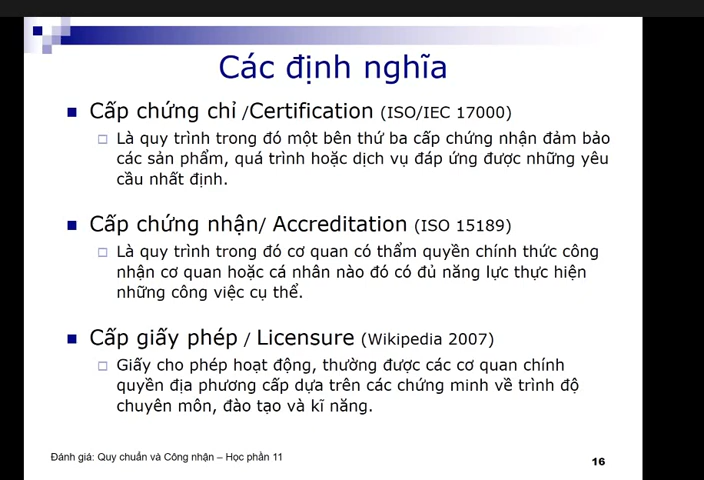 Các định nghĩa
Cấp chứng chỉ /Certification (ISO/IEC 17000)
Là quy trình trong đó một bên thứ ba cấp chứng nhận đảm bảo
các sản phẩm, quá trình hoặc dịch vụ đáp ứng được những yêu
cầu nhất định.
Cấp chứng nhận/ Accreditation (ISO 15189)
Là quy trình trong đó cơ quan có thẩm quyền chính thức công
nhận cơ quan hoặc cá nhân nào đó có đủ năng lực thực hiện
những công việc cụ thể.
Cấp giấy phép / Licensure (Wikipedia 2007)
Giấy cho phép hoạt động, thường được các cơ quan chính
quyền địa phương cấp dựa trên các chứng minh về trình độ
chuyên môn, đào tạo và kĩ năng.
Đánh giá: Quy chuẩn và Công nhận – Học phần 11
16